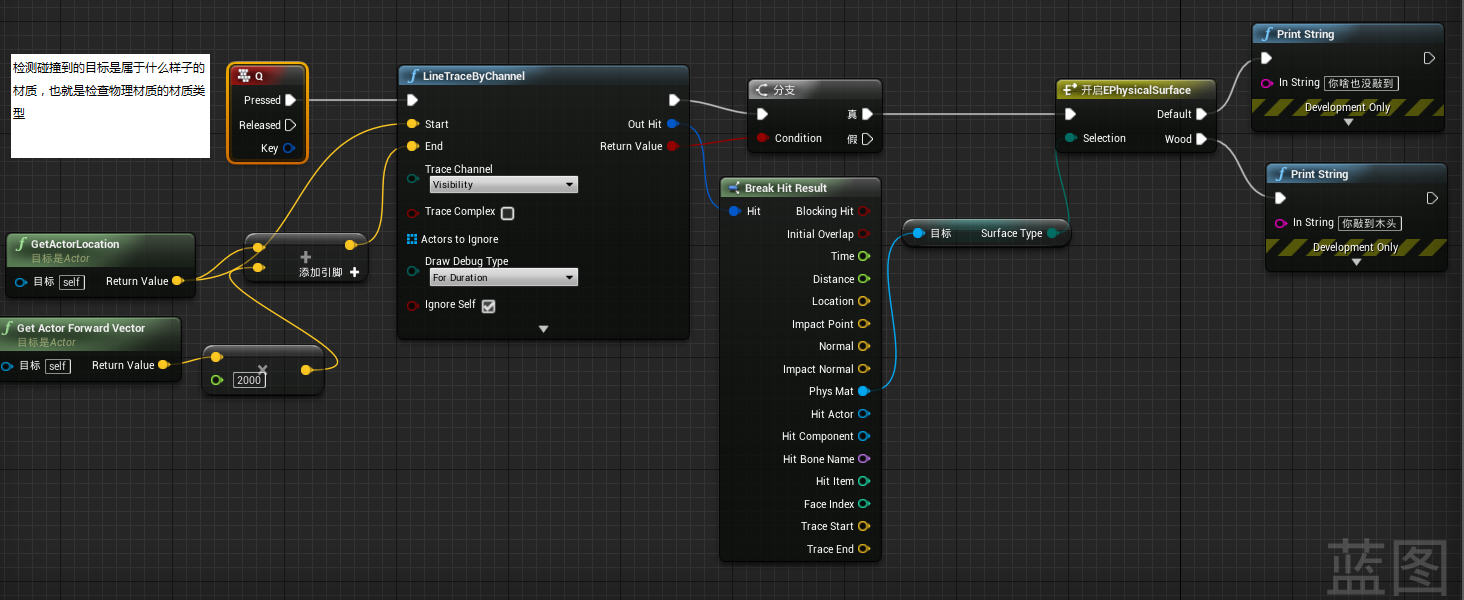 检测碰撞到的目标是属于什么样子的
材质，也就是检查物理材质的材质类
型
Q
Pressed
Released
Key
GetActorLocation
目标是Actor
目标 self Return Value
Get Actor Forward Vector
目标是Actor
目标 self Return Value
添加引脚
2000
LineTraceByChannel
Start
Out Hit
End
Return Value
Trace Channel
Visibility
Trace Complex
Actors to Ignore
Draw Debug Type
For Duration
Ignore Self
分支
真
Condition 假
Break Hit Result
Hit Blocking Hit
Initial Overlap
Time
Distance
Location
Impact Point
Normal
Impact Normal
Phys Mat
Hit Actor
Hit Component
Hit Bone Name
Hit Item
Face Index
Trace Start
Trace End
目标 Surface Type
开启EPhysicalSurface
Default
Selection Wood
Print String
In String 你啥也没敲到
Development Only
Print String
In String 你敲到木头
Development Only
蓝图